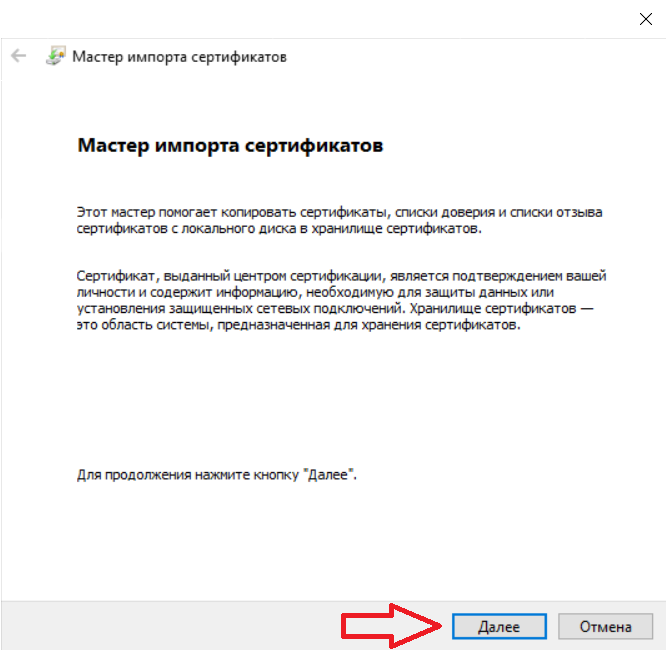 Мастер импорта сертификатов
Мастер импорта сертификатов
Этот мастер помогает копировать сертификаты, списки доверия и списки отзыва
сертификатов с локального диска в хранилище сертификатов.
Сертификат, выданный центром сертификации, является подтверждением вашей
личности и содержит информацию, необходимую для защиты данных или
установления защищенных сетевых подключений. Хранилище сертификатов —
это область системы, предназначенная для хранения сертификатов.
Для продолжения нажмите кнопку "Далее".
Далее
Отмена